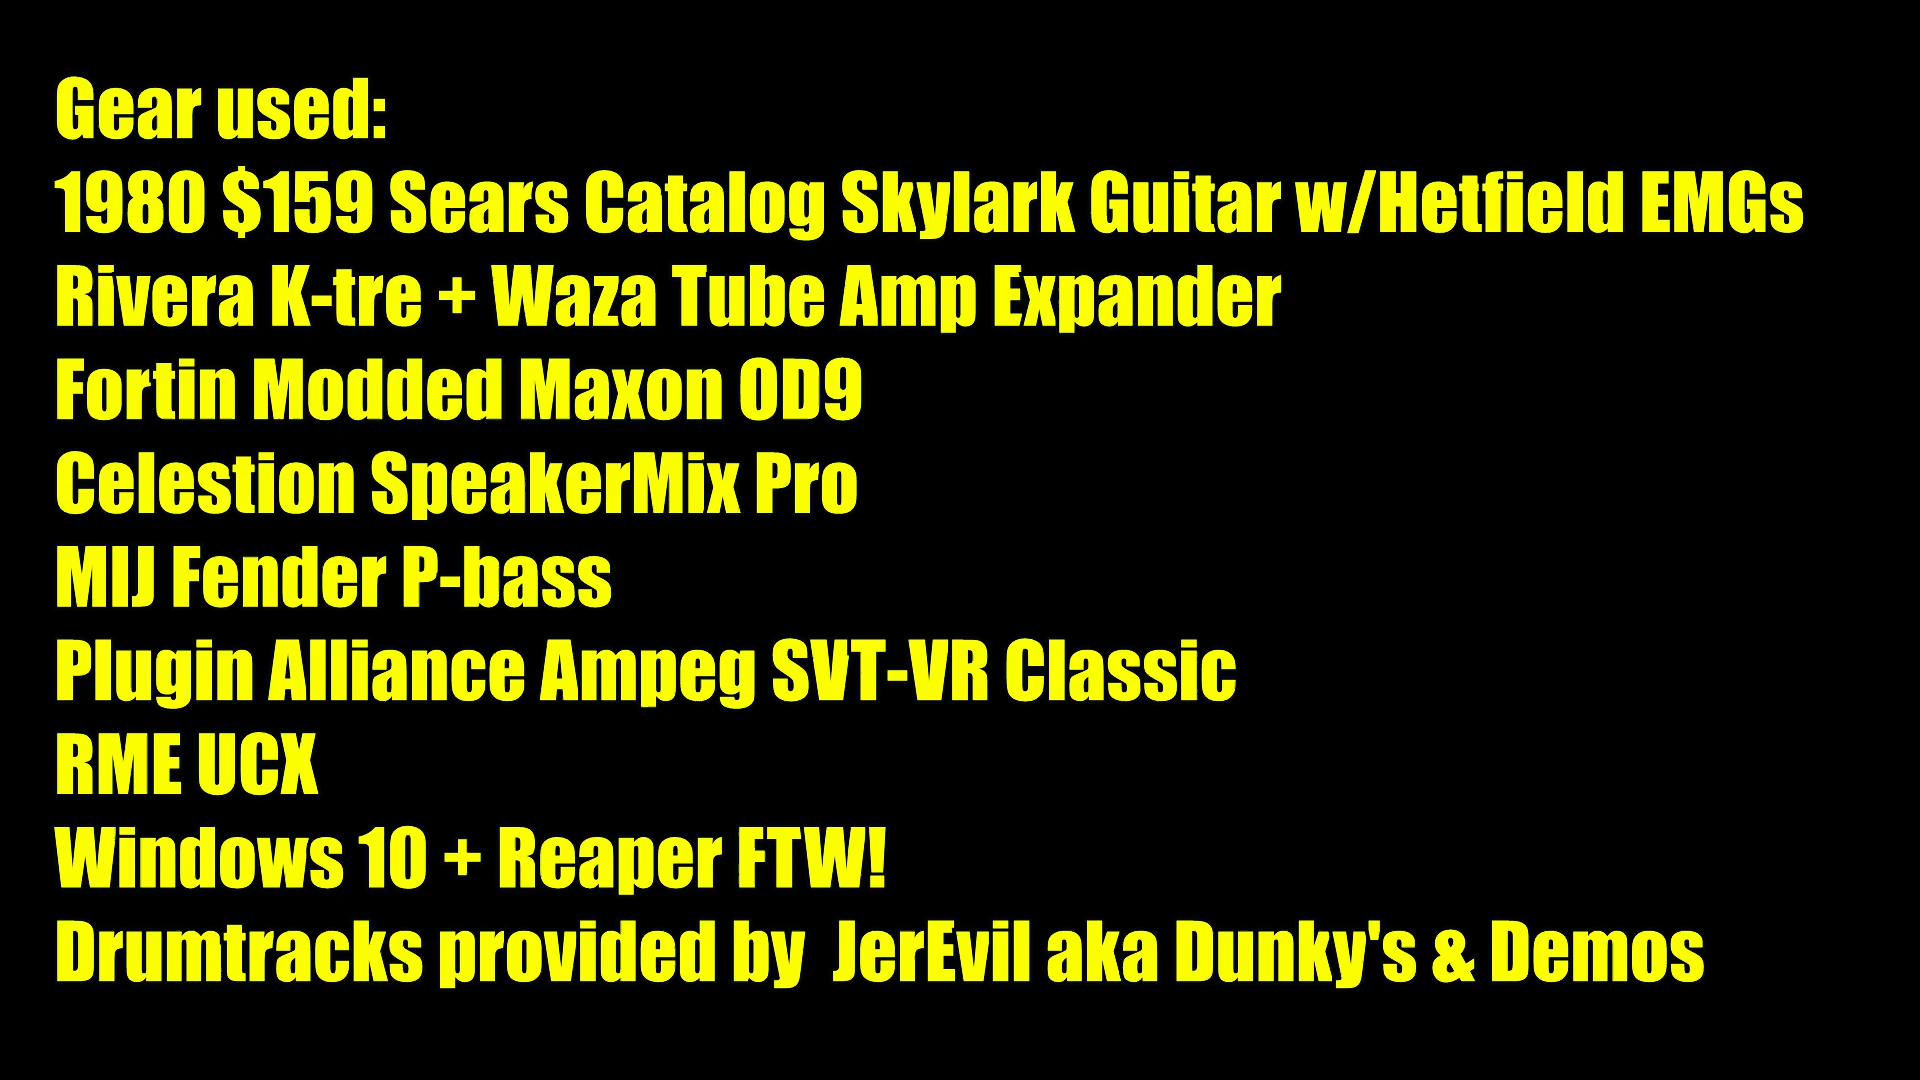 Gear used:
1980 $159 Sears Catalog Skylark Guitar w/Hetfield EMGs
Rivera K-tre + Waza Tube Amp Expander
Fortin Modded Maxon OD9
Celestion SpeakerMix Pro
MIJ Fender P-bass
Plugin Alliance Ampeg SVT-VR Classic
RME UCX
Windows 10 + Reaper FTW!
Drumtracks provided by  JerEvil aka Dunky's & Demos